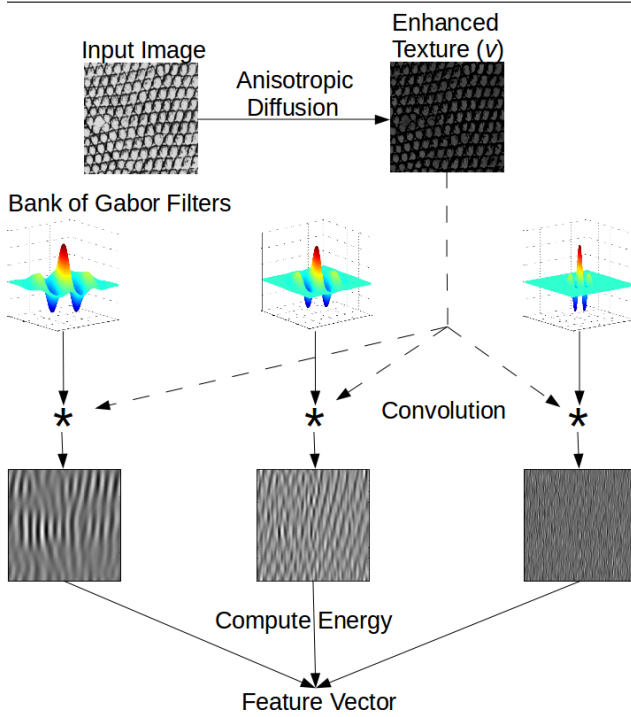 Input Image
Enhanced
Texture (v)
Anisotropic
Diffusion
Bank of Gabor Filters
*
*
*
Convolution
Compute Energy
Feature Vector